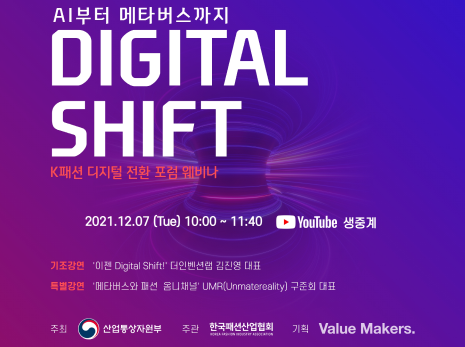 AI부터 메타버스까지
DIGITAL
SHIFT
K패션 디지털 전환 포럼 웨비나
2021.12.07 (Tue) 10:00 ~ 11:40 YouTube 생중계
기조강연 '이젠 Digital Shift!' 더인벤션랩 김진영 대표
특별강연 '메타버스와 패션 옴니채널' UMR(Unmatereality) 구준회 대표
주최 산업통상자원부 주관 한국패션산업협회 기획 Value Makers.
KOREA FASHION INDUSTRY ASSOCIATION